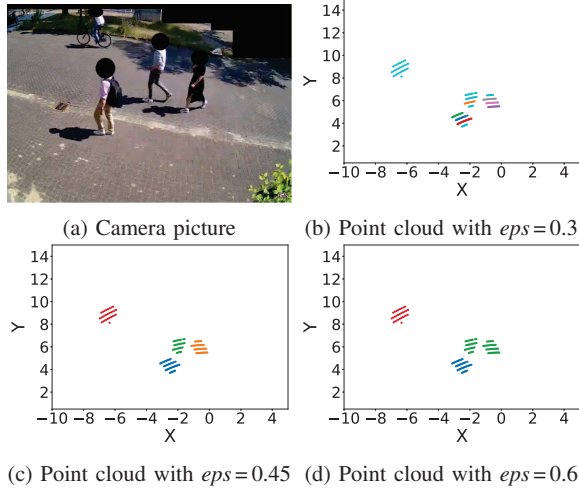 14
12
10
8
6
4
2
Y
−10 −8 −6 −4 −2 0 2 4
X
(a) Camera picture
(b) Point cloud with eps=0.3
14
12
10
8
6
4
2
Y
−10 −8 −6 −4 −2 0 2 4
X
14
12
10
8
6
4
2
Y
−10 −8 −6 −4 −2 0 2 4
X
(c) Point cloud with eps=0.45
(d) Point cloud with eps=0.6